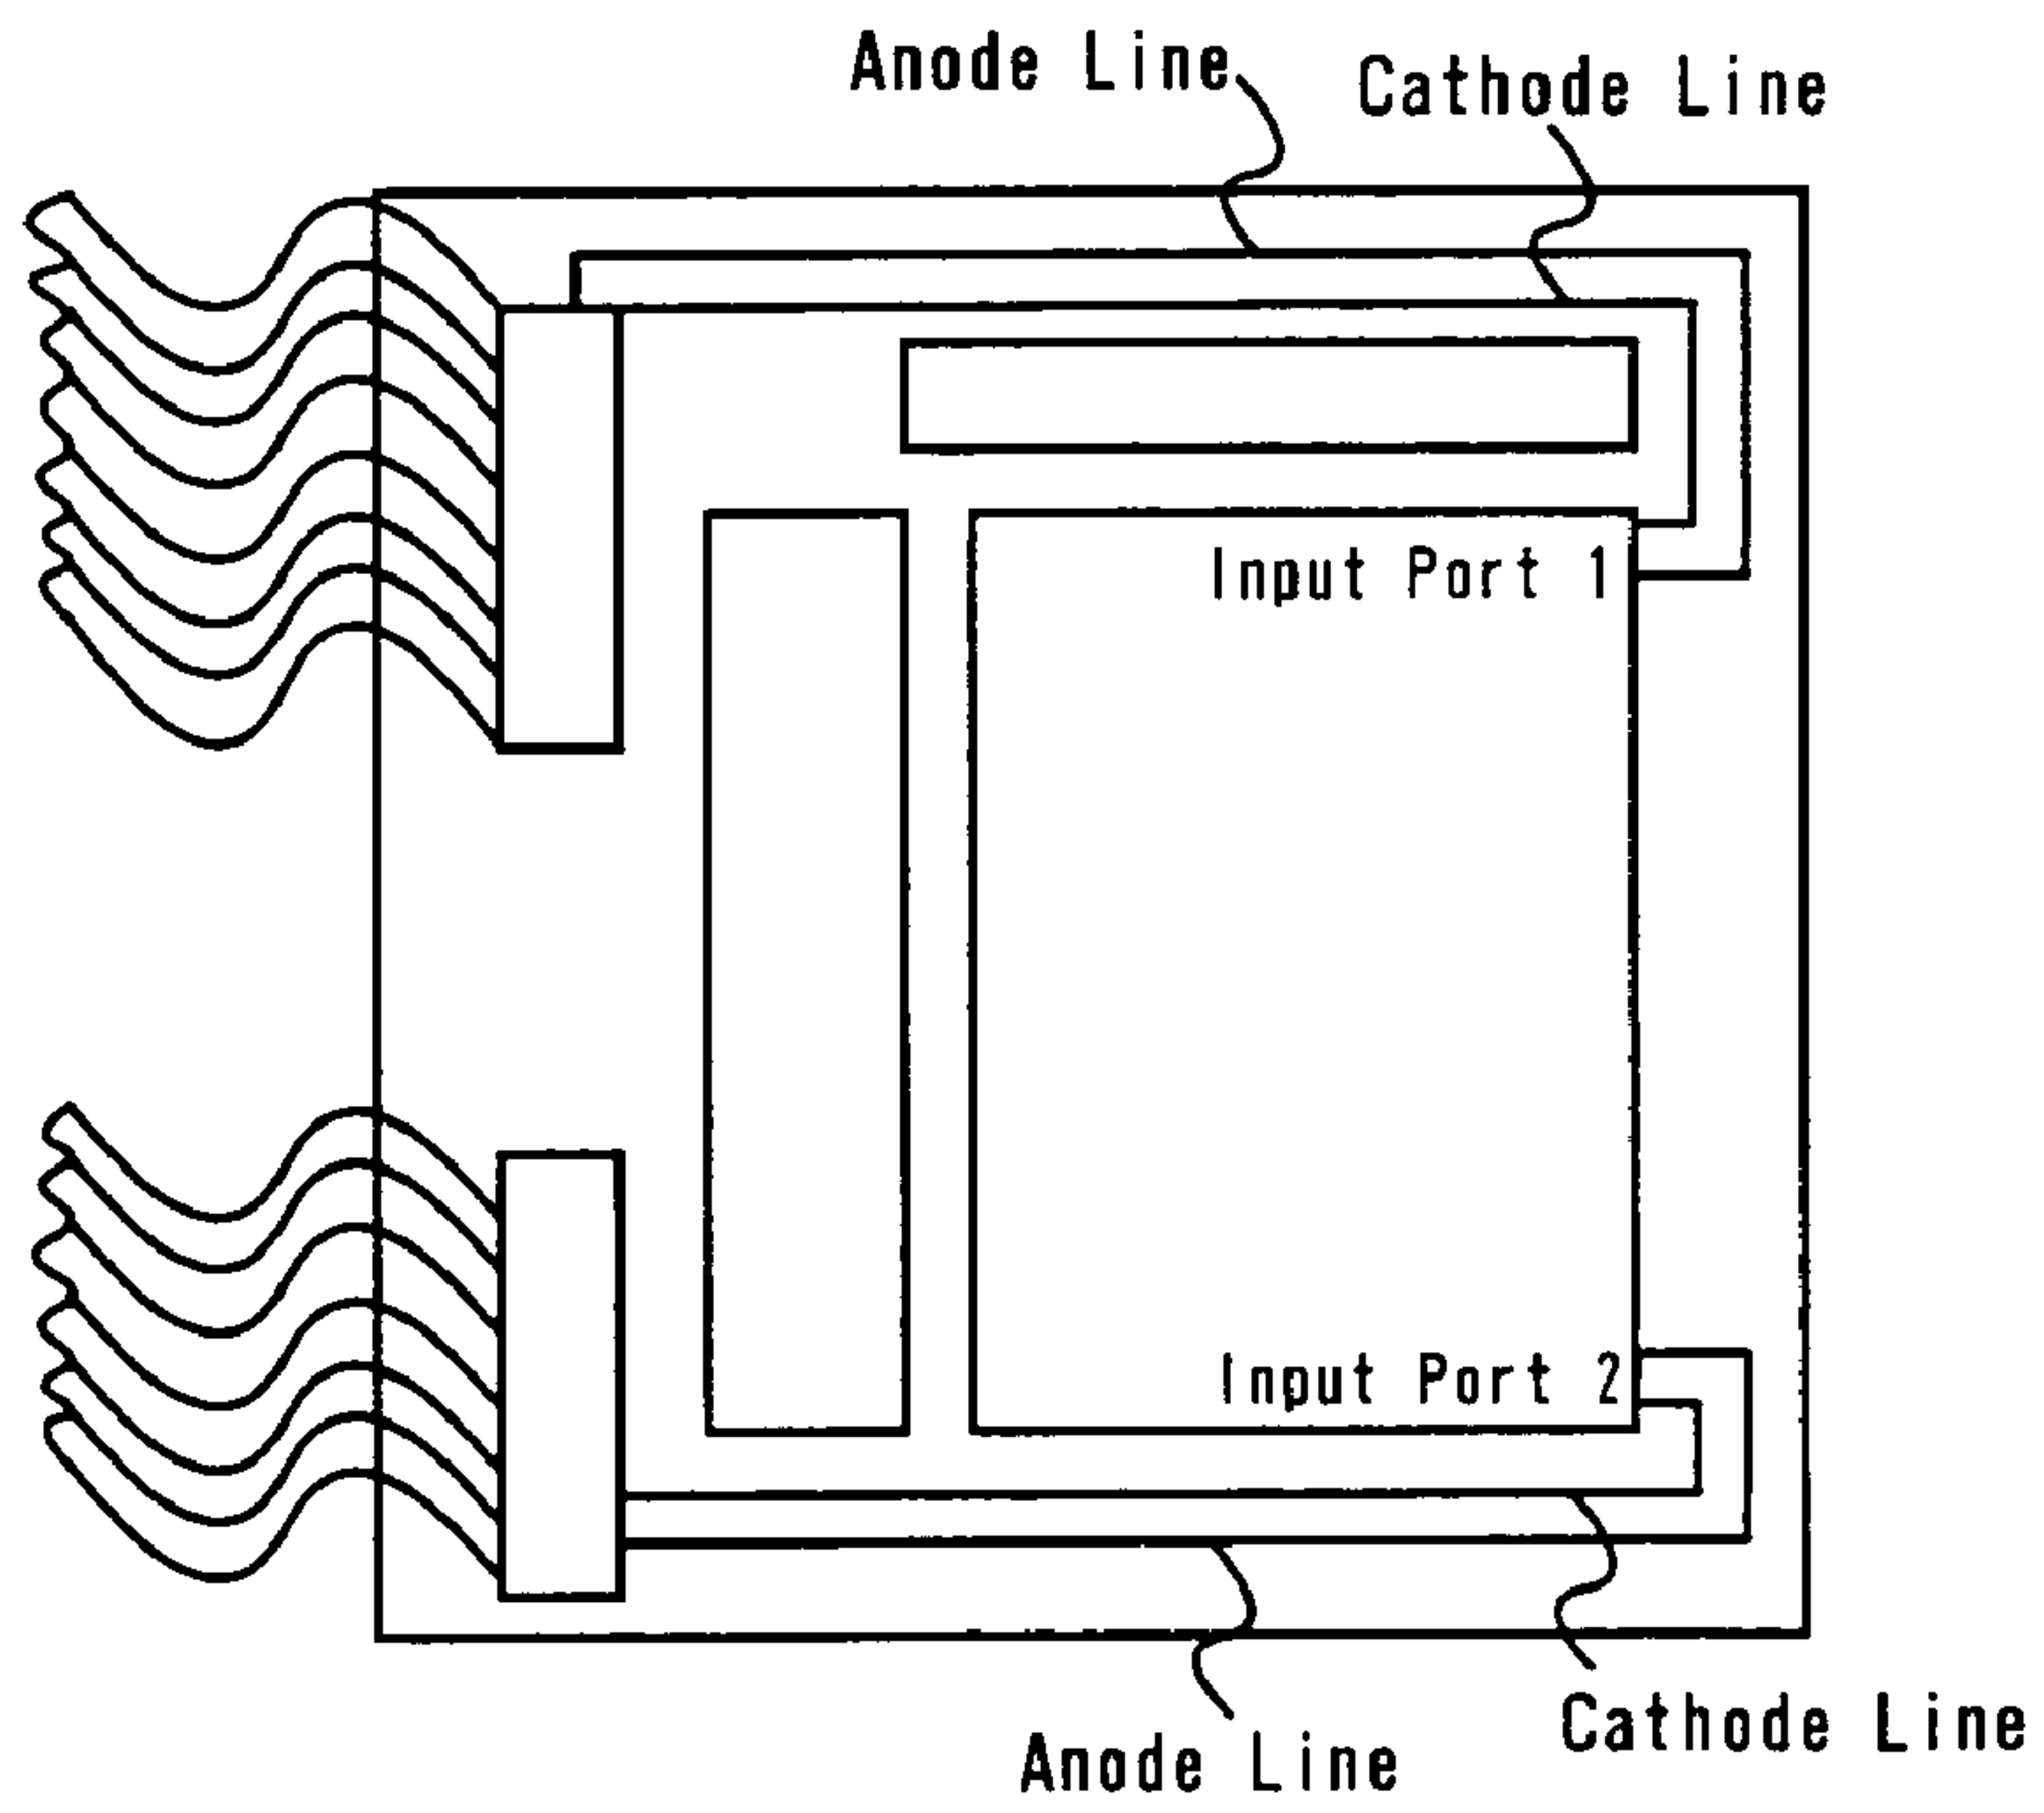 Anode Line
Cathode Line
Input Port 1
Input Port 2
Cathode Line
Anode Line